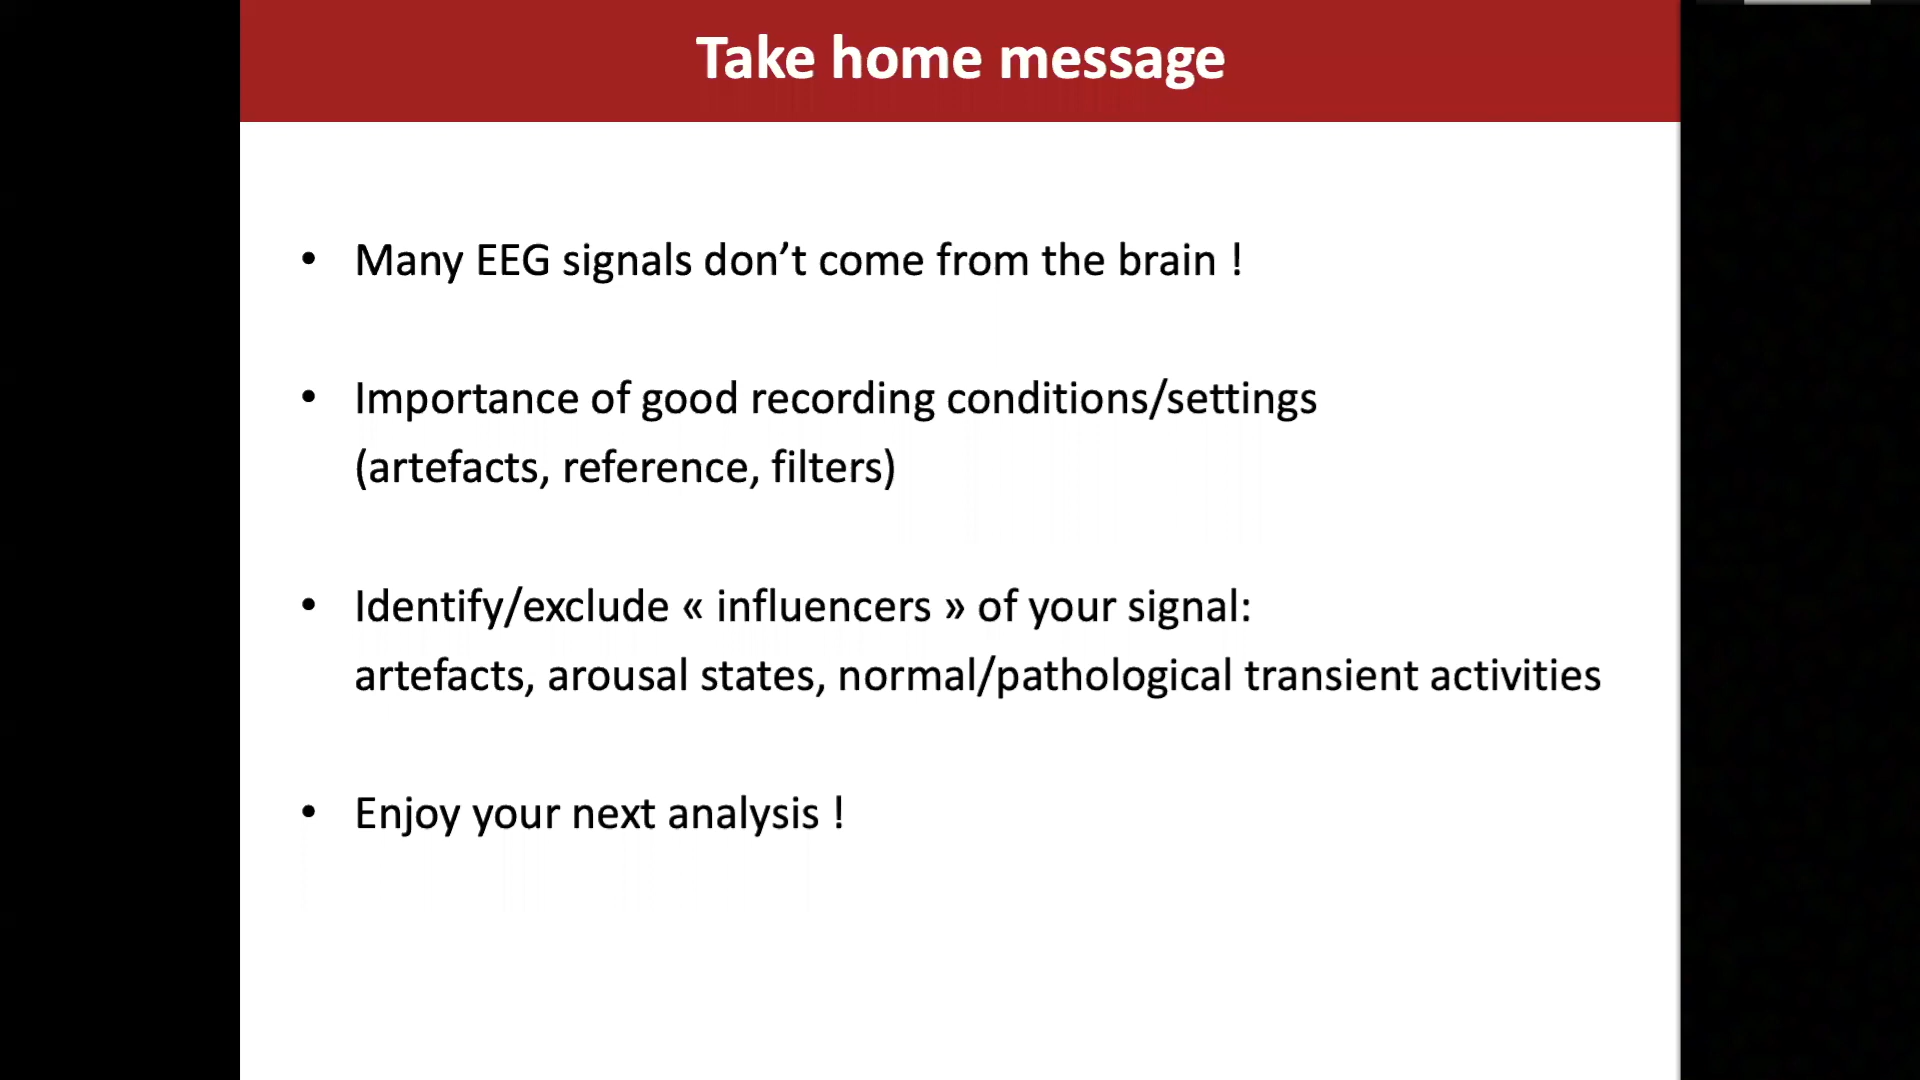 Take home message
• Many EEG signals don’t come from the brain !
• Importance of good recording conditions/settings
(artefacts, reference, filters)
• Identify/exclude « influencers » of your signal:
artefacts, arousal states, normal/pathological transient activities
• Enjoy your next analysis !